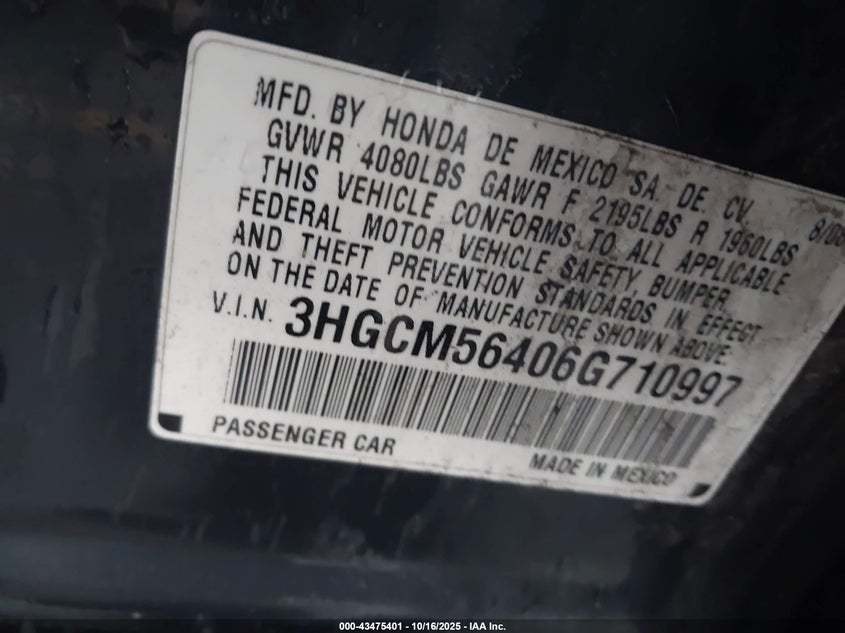 MFD. BY HONDA DE MEXICO SA. DE. CV. 8/06
GVWR 4080LBS GAWR F 2195LBS R 1960LBS
THIS VEHICLE CONFORMS TO ALL APPLICABLE
FEDERAL MOTOR VEHICLE SAFETY, BUMPER
AND THEFT PREVENTION STANDARDS IN EFFECT
ON THE DATE OF MANUFACTURE SHOWN ABOVE.
V.I.N. 3HGCM56406G710997
PASSENGER CAR MADE IN MEXICO
000-43475401 - 10/16/2025 - IAA Inc.